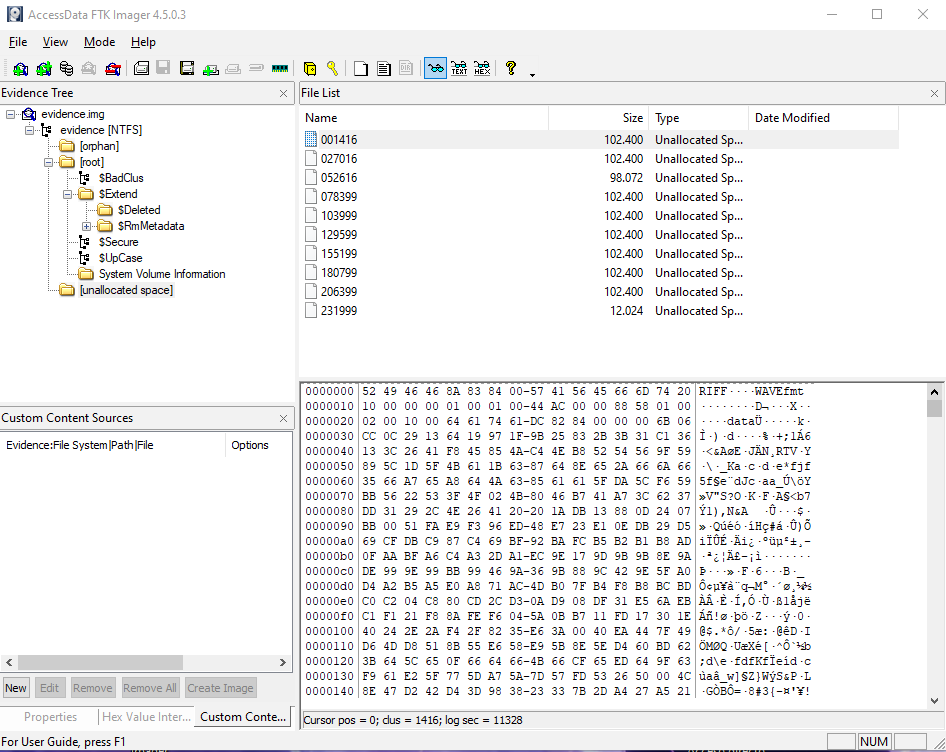 AccessData FTK Imager 4.5.0.3
File View Mode Help
Evidence Tree
evidence.img
evidence [NTFS]
[orphan]
[root]
$BadClus
$Extend
$Deleted
$RmMetadata
$Secure
$UpCase
System Volume Information
[unallocated space]
File List
Name Size Type Date Modified
001416 102.400 Unallocated Sp...
027016 102.400 Unallocated Sp...
052616 98.072 Unallocated Sp...
078399 102.400 Unallocated Sp...
103999 102.400 Unallocated Sp...
129599 102.400 Unallocated Sp...
155199 102.400 Unallocated Sp...
180799 102.400 Unallocated Sp...
206399 102.400 Unallocated Sp...
231999 12.024 Unallocated Sp...
Custom Content Sources
Evidence:File System|Path|File Options
New Edit Remove Remove All Create Image
Properties Hex Value Inter... Custom Conte...
0000000 52 49 46 46 8A 83 84 00-57 41 56 45 66 6D 74 20 RIFF····WAVEfmt
0000010 10 00 00 00 01 00 01 00-44 AC 00 00 88 58 01 00 ········D¬···X··
0000020 02 00 10 00 64 61 74 61-DC 82 84 00 00 00 6B 06 ····dataÜ·····k·
0000030 CC 0C 29 13 64 19 97 1F-9B 25 83 2B 3B 31 C1 36
0000040 13 3C 26 41 F8 45 85 4A-C4 4E B8 52 54 56 9F 59
0000050 89 5C 1D 5F 4B 61 1B 63-87 64 8E 65 2A 66 6A 66
0000060 35 66 A7 65 A8 64 4A 63-85 61 61 5F DA 5C F6 59
0000070 BB 56 22 53 3F 4F 02 4B-80 46 B7 41 A7 3C 62 37
0000080 DD 31 29 2C 4E 26 41 20-20 1A DB 13 88 0D 24 07
0000090 BB 00 51 FA E9 F3 96 ED-48 E7 23 E1 0E DB 29 D5
00000a0 69 CF DB C9 87 C4 69 BF-92 BA FC B5 B2 B1 B8 AD
00000b0 0F AA BF A6 C4 A3 2D A1-EC 9E 17 9D 9B 9B 8E 9A
00000c0 DE 99 9E 99 BB 99 46 9A-36 9B 88 9C 42 9E 5F A0
00000d0 D4 A2 B5 A5 E0 A8 71 AC-4D B0 7F B4 F8 B8 BC BD
00000e0 C0 C2 04 C8 80 CD 2C D3-0A D9 08 DF 31 E5 6A EB
00000f0 C1 F1 21 F8 8A FE F6 04-5A 0B B7 11 FD 17 30 1E
0000100 40 24 2E 2A F4 2F 82 35-E6 3A 00 40 EA 44 7F 49
0000110 D6 4D D8 51 8B 55 E6 58-E9 5B 8E 5E D4 60 BD 62
0000120 3B 64 5C 65 0F 66 64 66-4B 66 CF 65 ED 64 9F 63
0000130 F9 61 E2 5F 77 5D A7 5A-7D 57 FD 53 26 50 00 4C
0000140 8E 47 D2 42 D4 3D 98 38-23 33 7B 2D A4 27 A5 21
Cursor pos = 0; clus = 1416; log sec = 11328
For User Guide, press F1 NUM